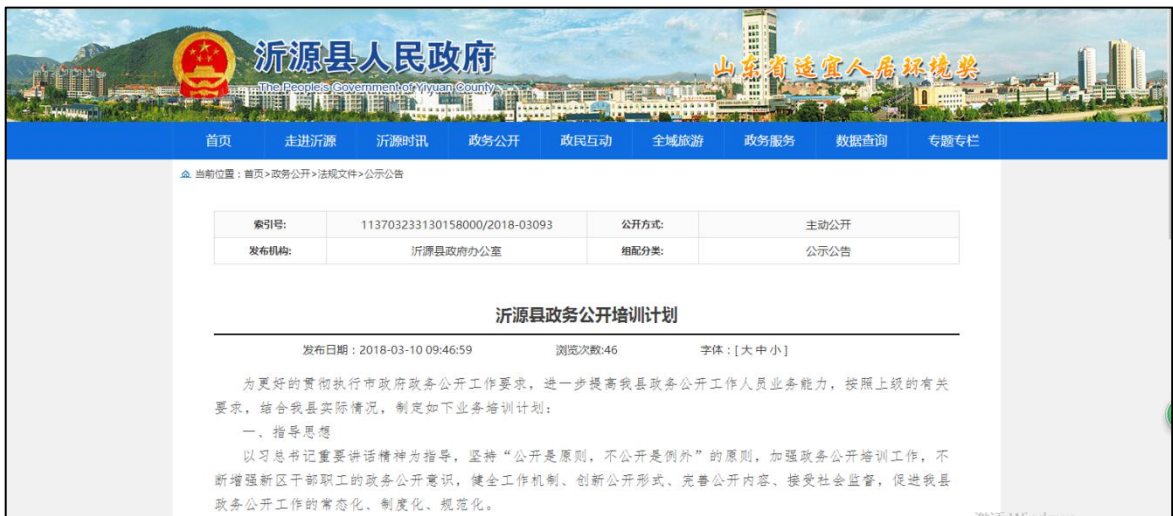 沂源县人民政府
The People's Government of Yiyuan County
山东省适宜人居环境奖
首页 走进沂源 沂源时讯 政务公开 政民互动 全域旅游 政务服务 数据查询 专题专栏
当前位置：首页>政务公开>法规文件>公示公告
索引号: 113703233130158000/2018-03093 公开方式: 主动公开
发布机构: 沂源县政府办公室 组配分类: 公示公告
沂源县政务公开培训计划
发布日期：2018-03-10 09:46:59 浏览次数:46 字体：[大 中 小]
为更好的贯彻执行市政府政务公开工作要求，进一步提高我县政务公开工作人员业务能力，按照上级的有关
要求，结合我县实际情况，制定如下业务培训计划：
一、指导思想
以习总书记重要讲话精神为指导，坚持“公开是原则，不公开是例外”的原则，加强政务公开培训工作，不
断增强新区干部职工的政务公开意识，健全工作机制、创新公开形式、完善公开内容、接受社会监督，促进我县
政务公开工作的常态化、制度化、规范化。